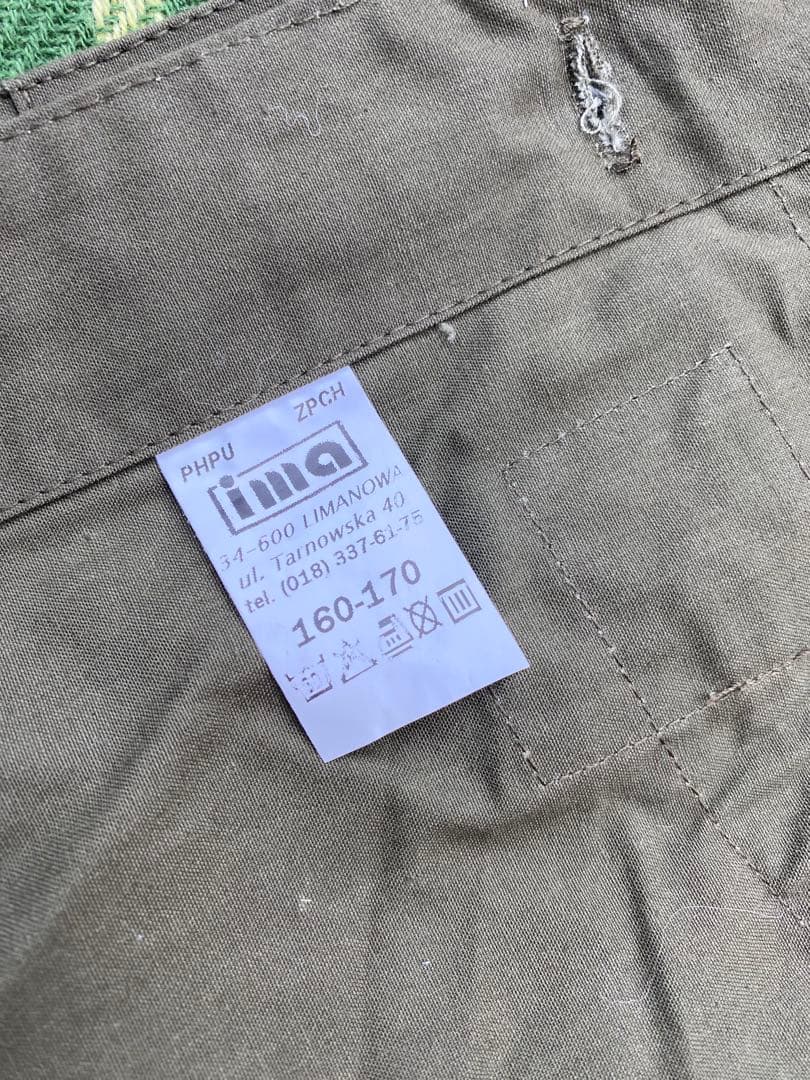 PHPU ZPCH
ima
34-600 LIMANOWA
ul. Tarnowska 40
tel. (018) 337-61-75
160-170